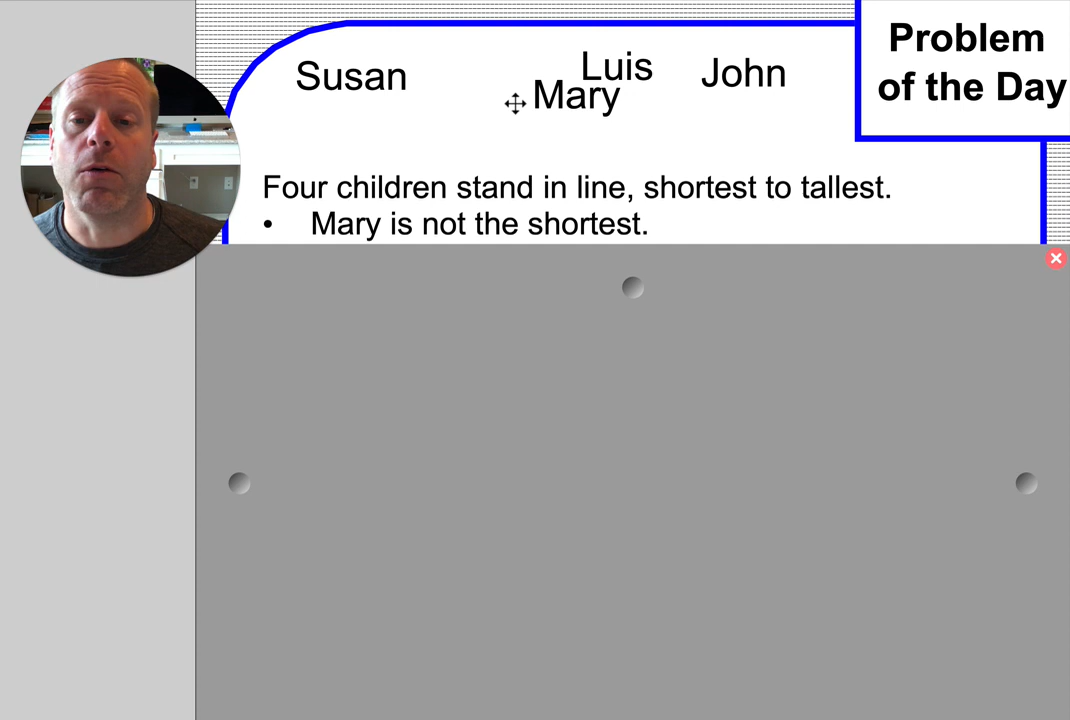 Problem
of the Day
Susan
Luis
John
Mary
Four children stand in line, shortest to tallest.
• Mary is not the shortest.